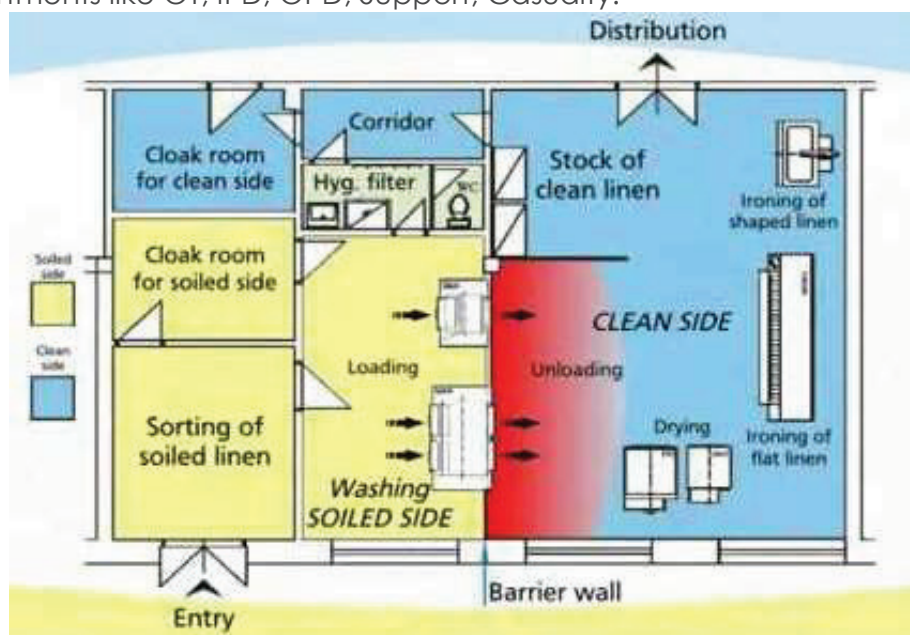 Distribution
Cloak room
for clean side
Corridor
Hyg. filter
WC
Stock of
clean linen
Ironing of
shaped linen
Soiled
side
Clean
side
Cloak room
for soiled side
CLEAN SIDE
Loading
Unloading
Sorting of
soiled linen
Drying
Ironing of
flat linen
Washing
SOILED SIDE
Barrier wall
Entry